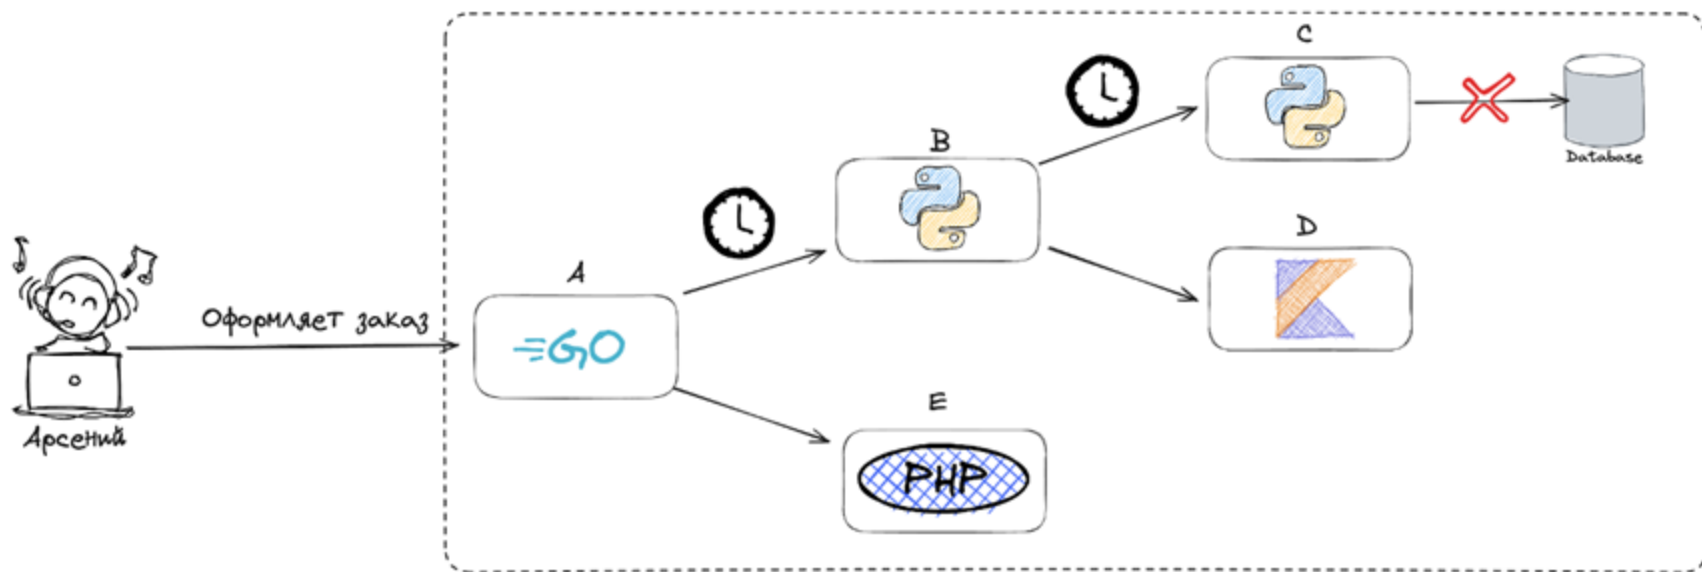 C
Database
B
D
A
GO
Оформляет заказ
E
PHP
Арсений